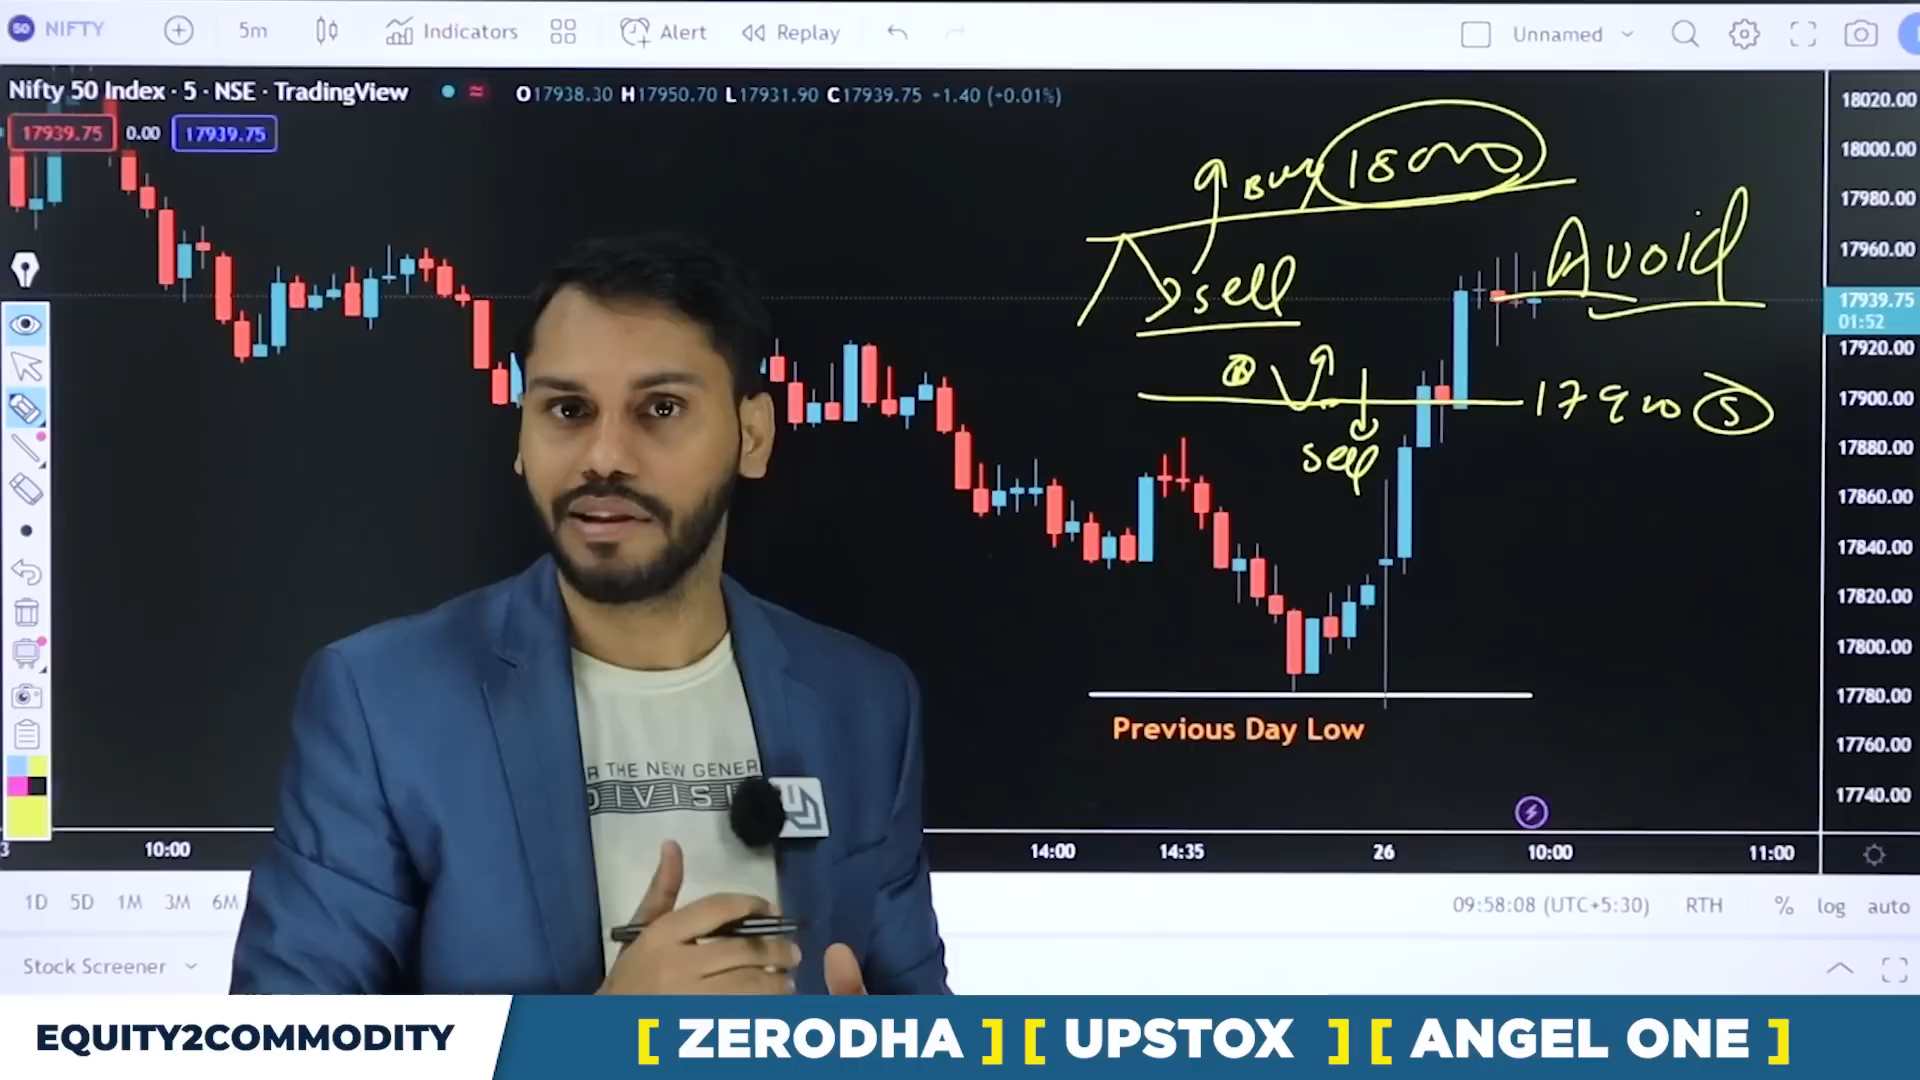 50 NIFTY 5m Indicators Alert Replay Unnamed
Nifty 50 Index · 5 · NSE · TradingView O17938.30 H17950.70 L17931.90 C17939.75 +1.40 (+0.01%)
17939.75 0.00 17939.75
18020.00
18000.00
17980.00
17960.00
17939.75
01:52
17920.00
17900.00
17880.00
17860.00
17840.00
17820.00
17800.00
17780.00
17760.00
17740.00
Buy 18000
Avoid
sell
B
17900 S
sell
Previous Day Low
R THE NEW GENER
DIVISI
3 10:00 14:00 14:35 26 10:00 11:00
1D 5D 1M 3M 6M 09:58:08 (UTC+5:30) RTH % log auto
Stock Screener
EQUITY2COMMODITY [ ZERODHA ] [ UPSTOX ] [ ANGEL ONE ]